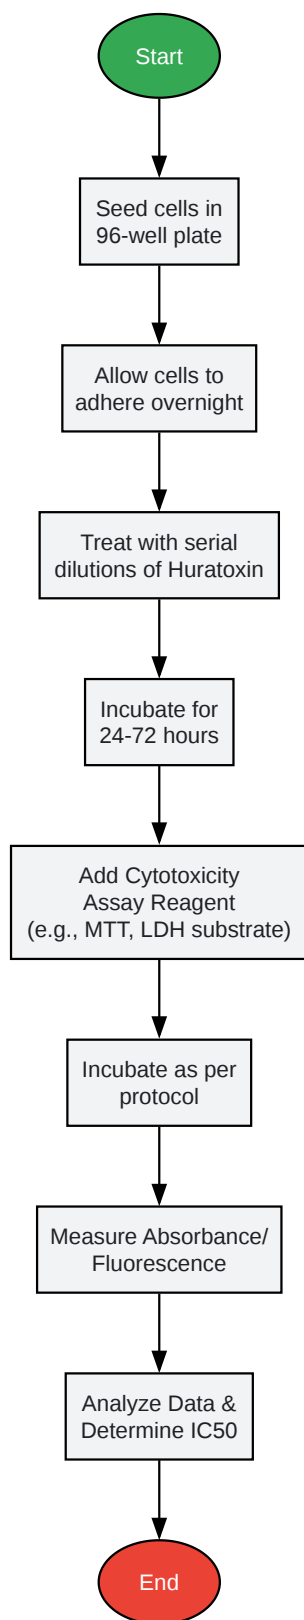 Start
Seed cells in
96-well plate
Allow cells to
adhere overnight
Treat with serial
dilutions of Huratoxin
Incubate for
24-72 hours
Add Cytotoxicity
Assay Reagent
(e.g., MTT, LDH substrate)
Incubate as per
protocol
Measure Absorbance/
Fluorescence
Analyze Data &
Determine IC50
End